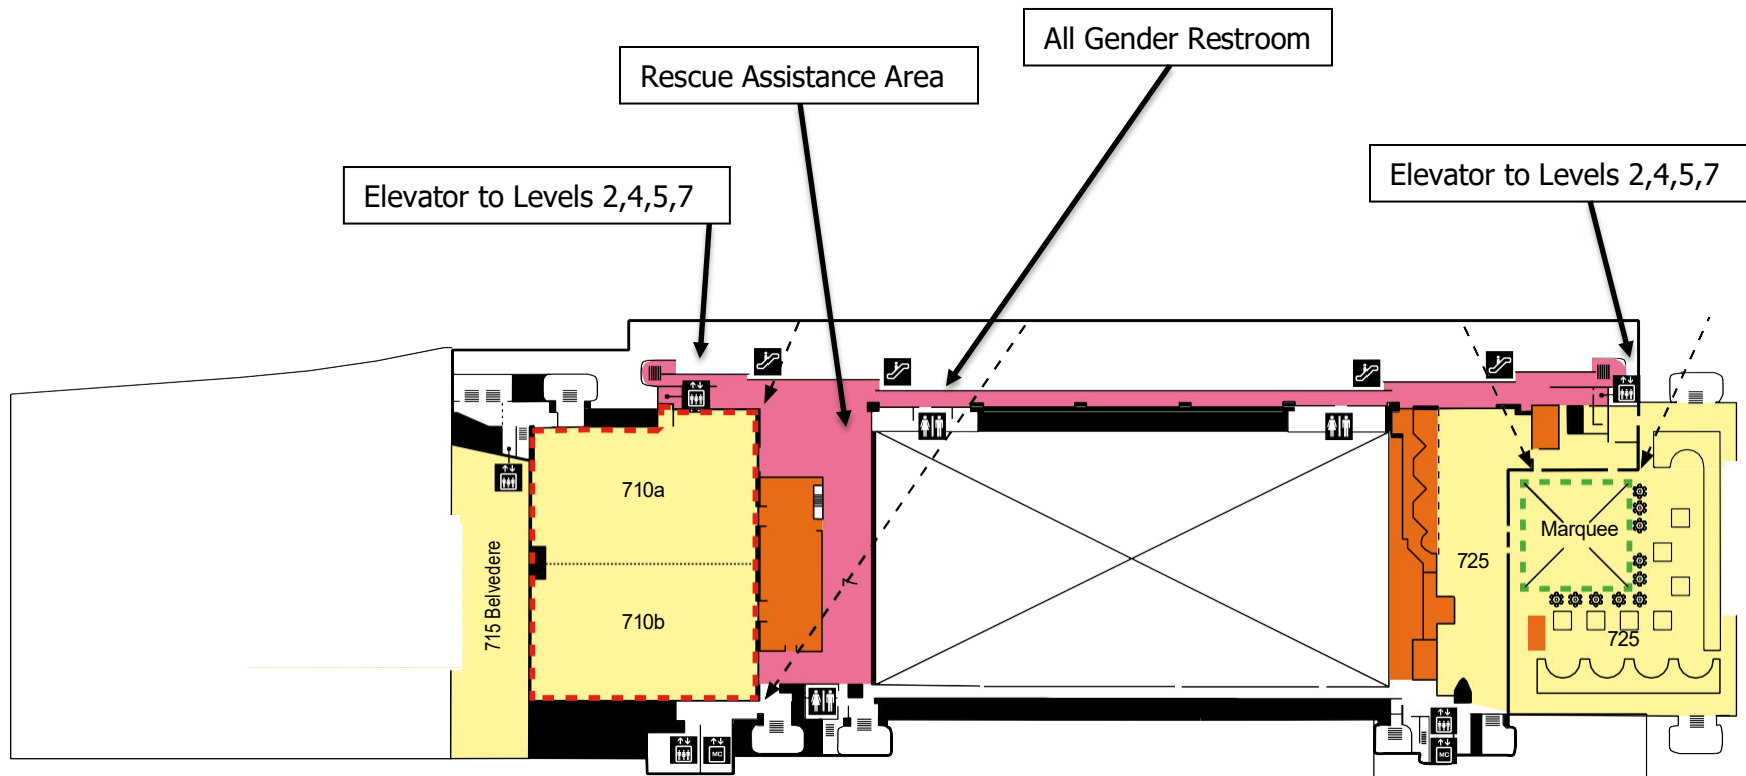 All Gender Restroom
Rescue Assistance Area
Elevator to Levels 2,4,5,7
Elevator to Levels 2,4,5,7
710a
710b
715 Belvedere
725
Marquee
725
MC
MC